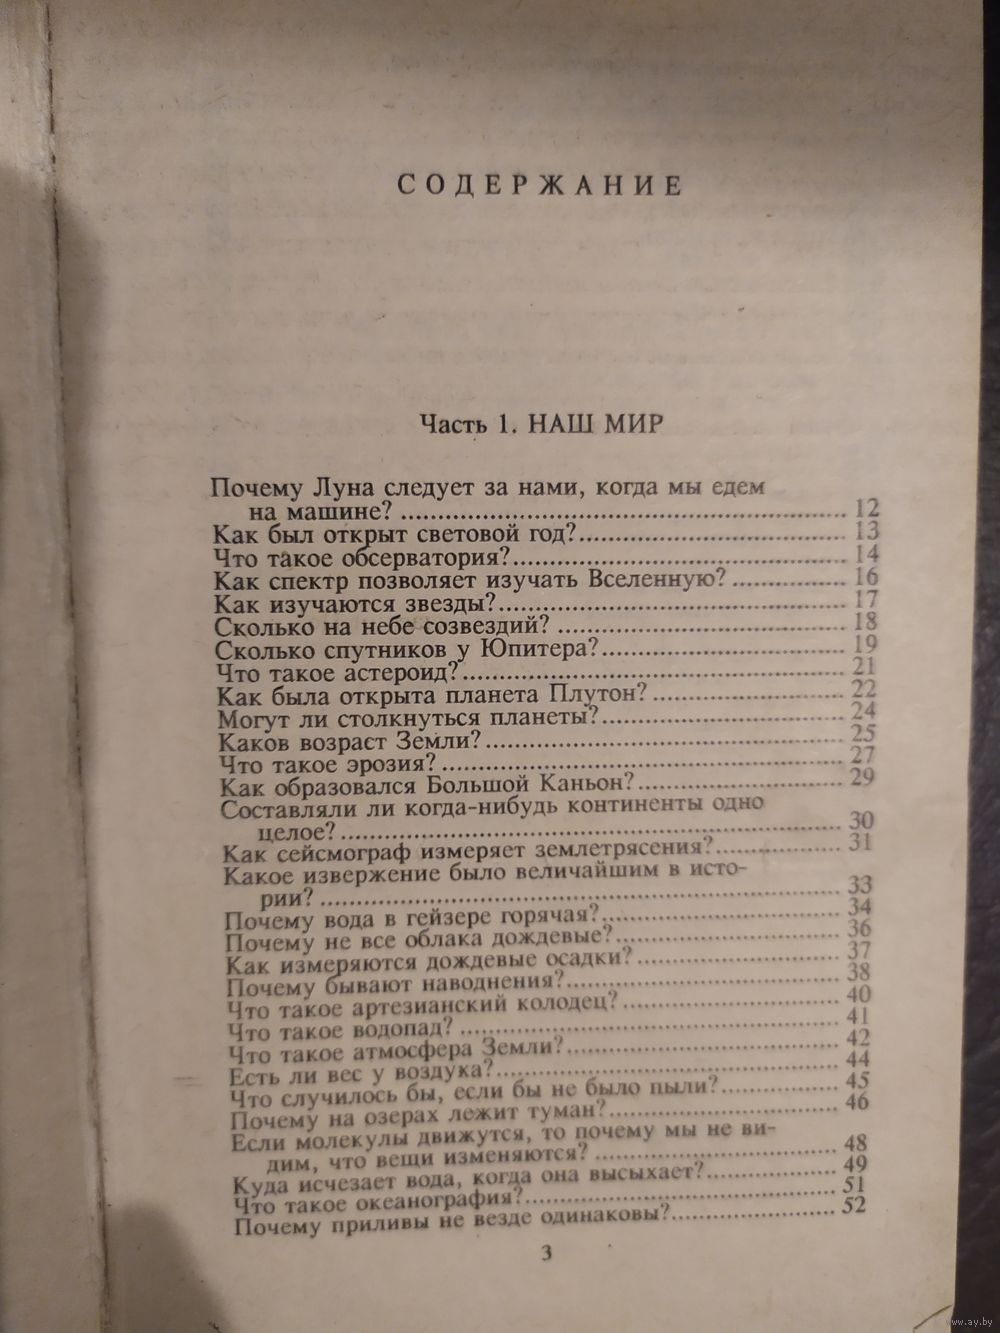 СОДЕРЖАНИЕ
Часть 1. НАШ МИР
Почему Луна следует за нами, когда мы едем
на машине? 12
Как был открыт световой год? 13
Что такое обсерватория? 14
Как спектр позволяет изучать Вселенную? 16
Как изучаются звезды? 17
Сколько на небе созвездий? 18
Сколько спутников у Юпитера? 19
Что такое астероид? 21
Как была открыта планета Плутон? 22
Могут ли столкнуться планеты? 24
Каков возраст Земли? 25
Что такое эрозия? 27
Как образовался Большой Каньон? 29
Составляли ли когда-нибудь континенты одно
целое? 30
Как сейсмограф измеряет землетрясения? 31
Какое извержение было величайшим в исто-
рии? 33
Почему вода в гейзере горячая? 34
Почему не все облака дождевые? 36
Как измеряются дождевые осадки? 37
Почему бывают наводнения? 38
Что такое артезианский колодец? 40
Что такое водопад? 41
Что такое атмосфера Земли? 42
Есть ли вес у воздука? 44
Что случилось бы, если бы не было пыли? 45
Почему на озерах лежит туман? 46
Если молекулы движутся, то почему мы не ви-
дим, что вещи изменяются? 48
Куда исчезает вода, когда она высыхает? 49
Что такое океанография? 51
Почему приливы не везде одинаковы? 52
3
www.ay.by